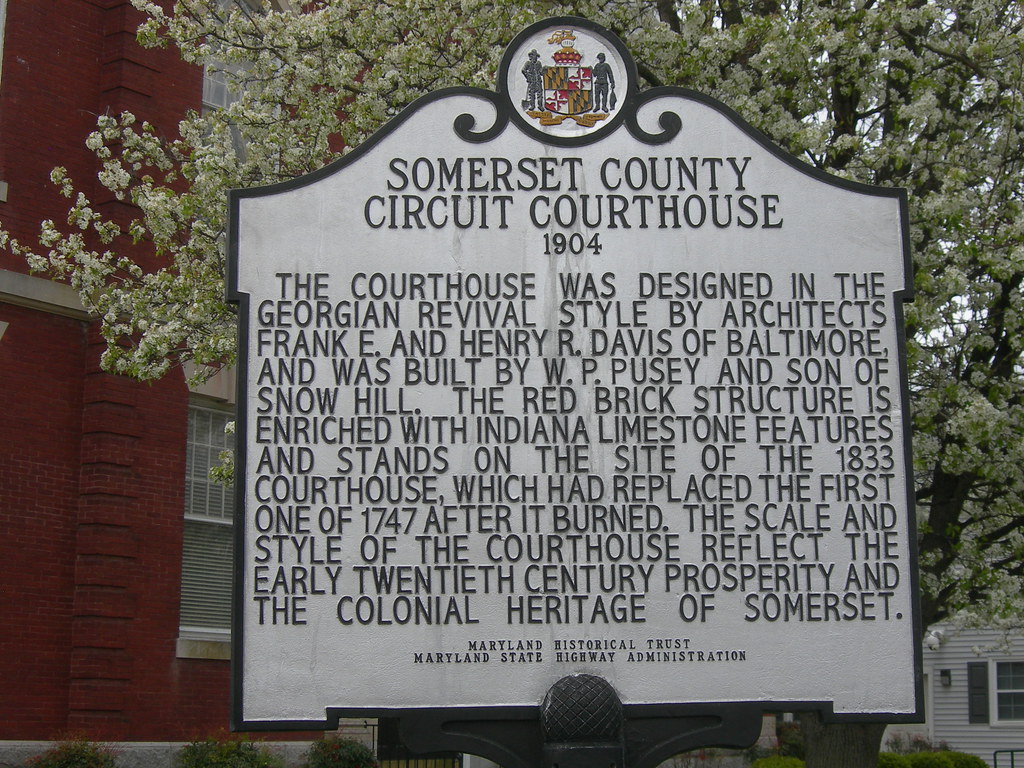 SOMERSET COUNTY
CIRCUIT COURTHOUSE
1904
THE COURTHOUSE WAS DESIGNED IN THE
GEORGIAN REVIVAL STYLE BY ARCHITECTS
FRANK E. AND HENRY R. DAVIS OF BALTIMORE,
AND WAS BUILT BY W. P. PUSEY AND SON OF
SNOW HILL. THE RED BRICK STRUCTURE IS
ENRICHED WITH INDIANA LIMESTONE FEATURES
AND STANDS ON THE SITE OF THE 1833
COURTHOUSE, WHICH HAD REPLACED THE FIRST
ONE OF 1747 AFTER IT BURNED. THE SCALE AND
STYLE OF THE COURTHOUSE REFLECT THE
EARLY TWENTIETH CENTURY PROSPERITY AND
THE COLONIAL HERITAGE OF SOMERSET.
MARYLAND HISTORICAL TRUST
MARYLAND STATE HIGHWAY ADMINISTRATION